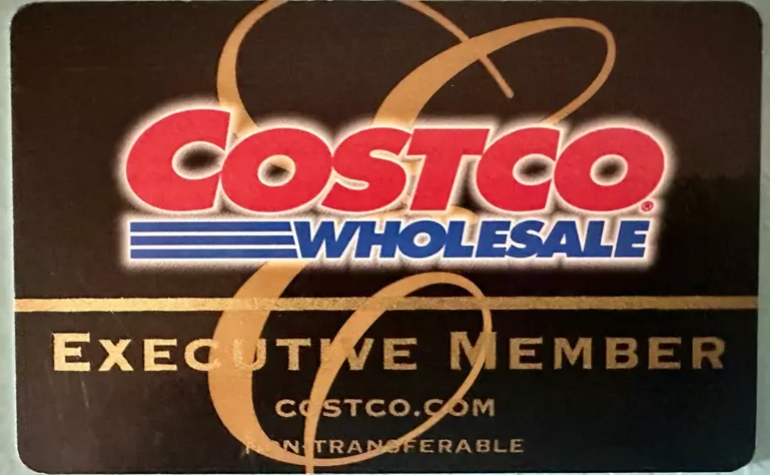 COSTCO®
WHOLESALE
EXECUTIVE MEMBER
COSTCO.COM
NON-TRANSFERABLE